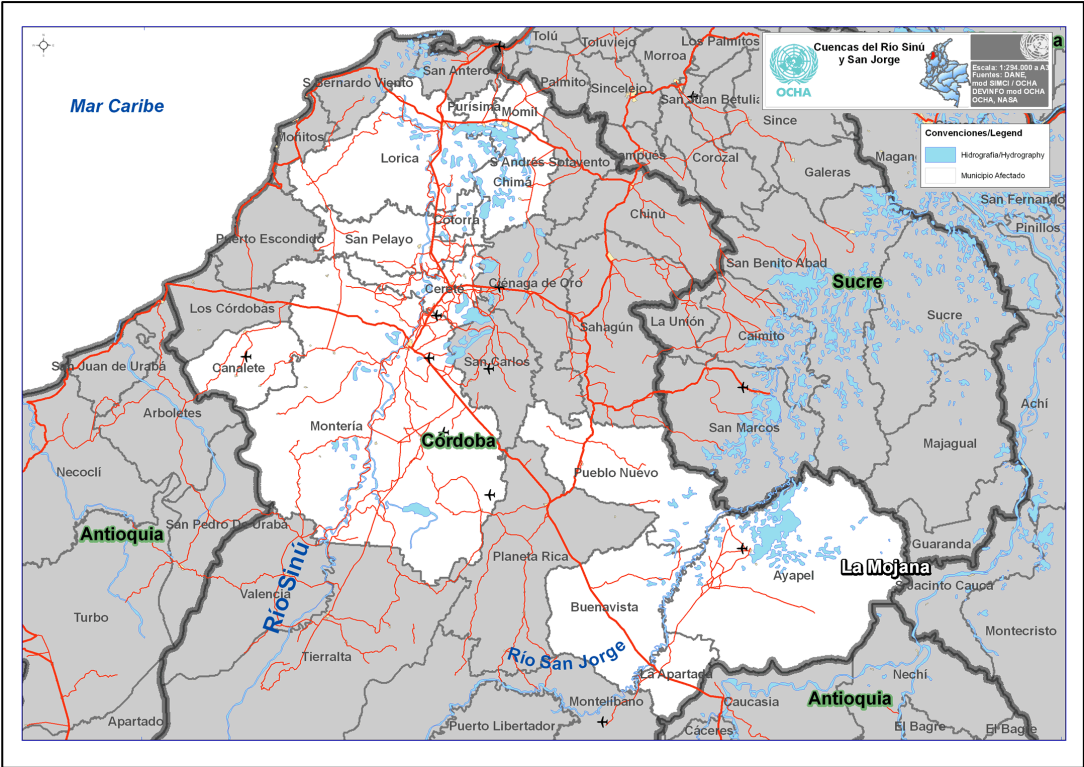 Cuencas del Río Sinú
y San Jorge
OCHA
Escala: 1:294.000 a A3
Fuentes: DANE,
mod SIMCI / OCHA
DEVINFO mod OCHA
OCHA, NASA
Convenciones/Legend
Hidrografía/Hydrography
Municipio Afectado
Mar Caribe
Tolú
Toluviejo
Los Palmitos
Morroa
San Antero
S Bernardo Viento
Palmito
Sincelejo
San Juan Betulia
Purísima
Momil
Since
Moñitos
Lorica
S Andrés Sotavento
Sampués
Corozal
Magan
Galeras
Chimá
San Fernando
Cotorra
Chinú
Pinillos
Puerto Escondido
San Pelayo
San Benito Abad
Sucre
Cereté
Ciénaga de Oro
Los Córdobas
La Unión
Sucre
Sahagún
Caimito
San Juan de Urabá
Canalete
San Carlos
Achí
Arboletes
Montería
San Marcos
Córdoba
Majagual
Necoclí
Pueblo Nuevo
San Pedro De Urabá
Antioquia
Guaranda
Planeta Rica
La Mojana
Ayapel
S Jacinto Cauca
Río Sinú
Valencia
Buenavista
Turbo
Montecristo
Tierralta
Río San Jorge
La Apartada
Nechí
Montelíbano
Caucasia
Antioquia
Apartado
Puerto Libertador
Cáceres
El Bagre
El Bagre